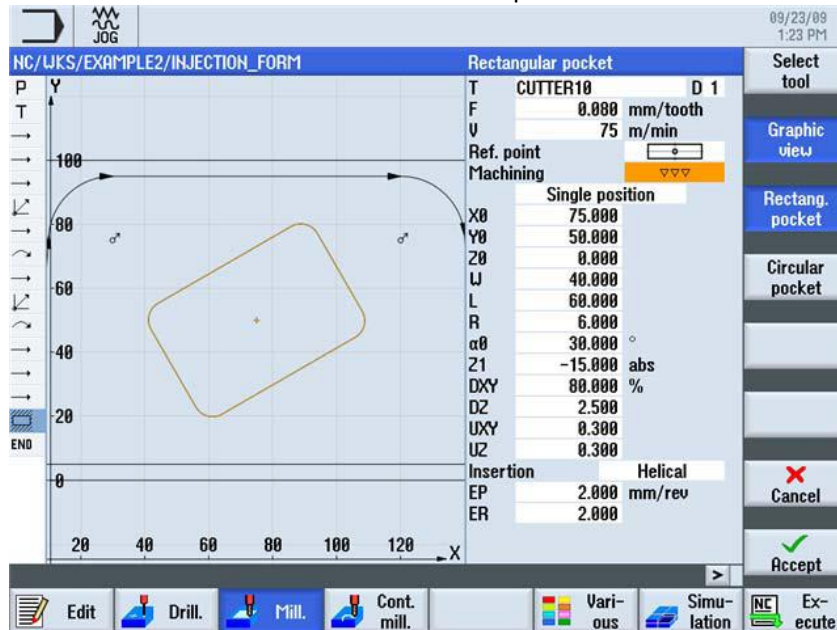 JOG
09/23/09
1:23 PM
NC/WKS/EXAMPLE2/INJECTION_FORM
Rectangular pocket
Select tool
P
T
END
Y
100
80
60
40
20
0
20 40 60 80 100 120 X
T CUTTER10 D 1
F 0.080 mm/tooth
V 75 m/min
Ref. point
Machining ▽▽▽
Single position
X0 75.000
Y0 50.000
Z0 0.000
W 40.000
L 60.000
R 6.000
α0 30.000 °
Z1 -15.000 abs
DXY 80.000 %
DZ 2.500
UXY 0.300
UZ 0.300
Insertion Helical
EP 2.000 mm/rev
ER 2.000
Graphic view
Rectang. pocket
Circular pocket
Cancel
Accept
>
Edit
Drill.
Mill.
Cont. mill.
Vari-
ous
Simu-
lation
NC
Ex-
ecute